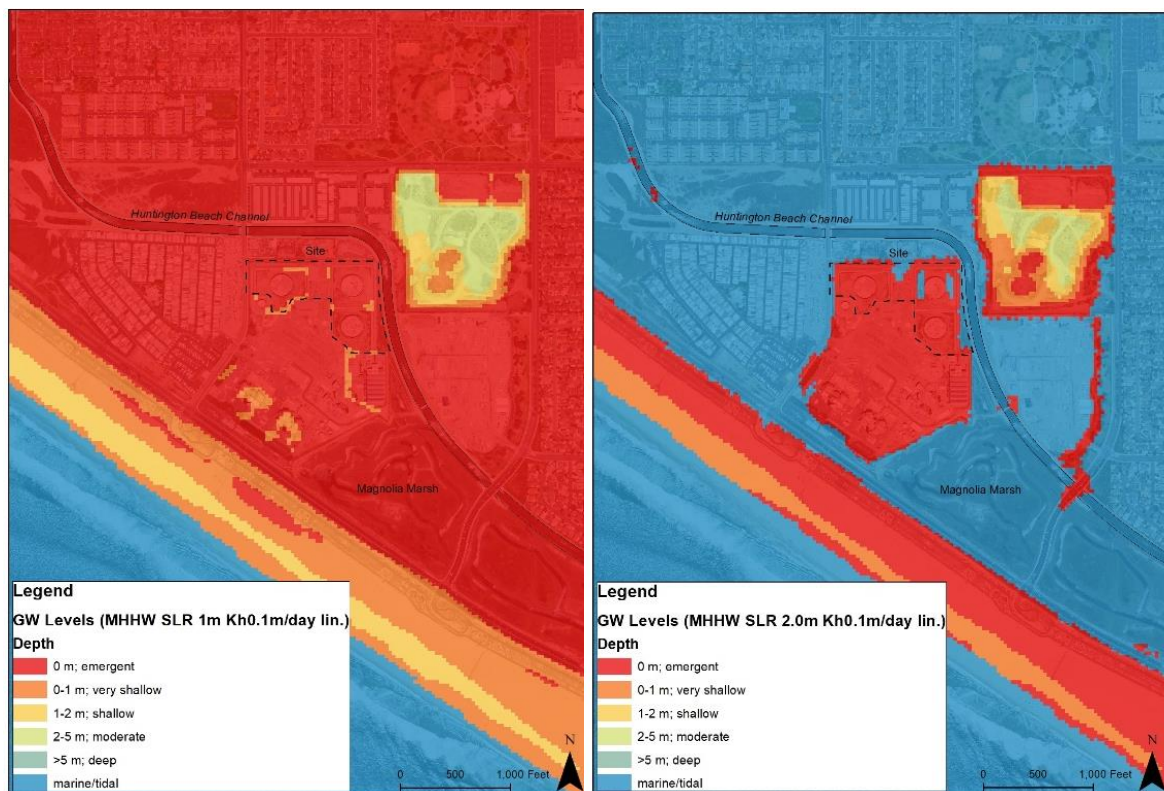 Huntington Beach Channel
Site
Magnolia Marsh
Legend
GW Levels (MHHW SLR 1m Kh0.1m/day lin.)
Depth
0 m; emergent
0-1 m; very shallow
1-2 m; shallow
2-5 m; moderate
>5 m; deep
marine/tidal
0 500 1,000 Feet
N
Huntington Beach Channel
Site
Magnolia Marsh
Legend
GW Levels (MHHW SLR 2.0m Kh0.1m/day lin.)
Depth
0 m; emergent
0-1 m; very shallow
1-2 m; shallow
2-5 m; moderate
>5 m; deep
marine/tidal
0 500 1,000 Feet
N